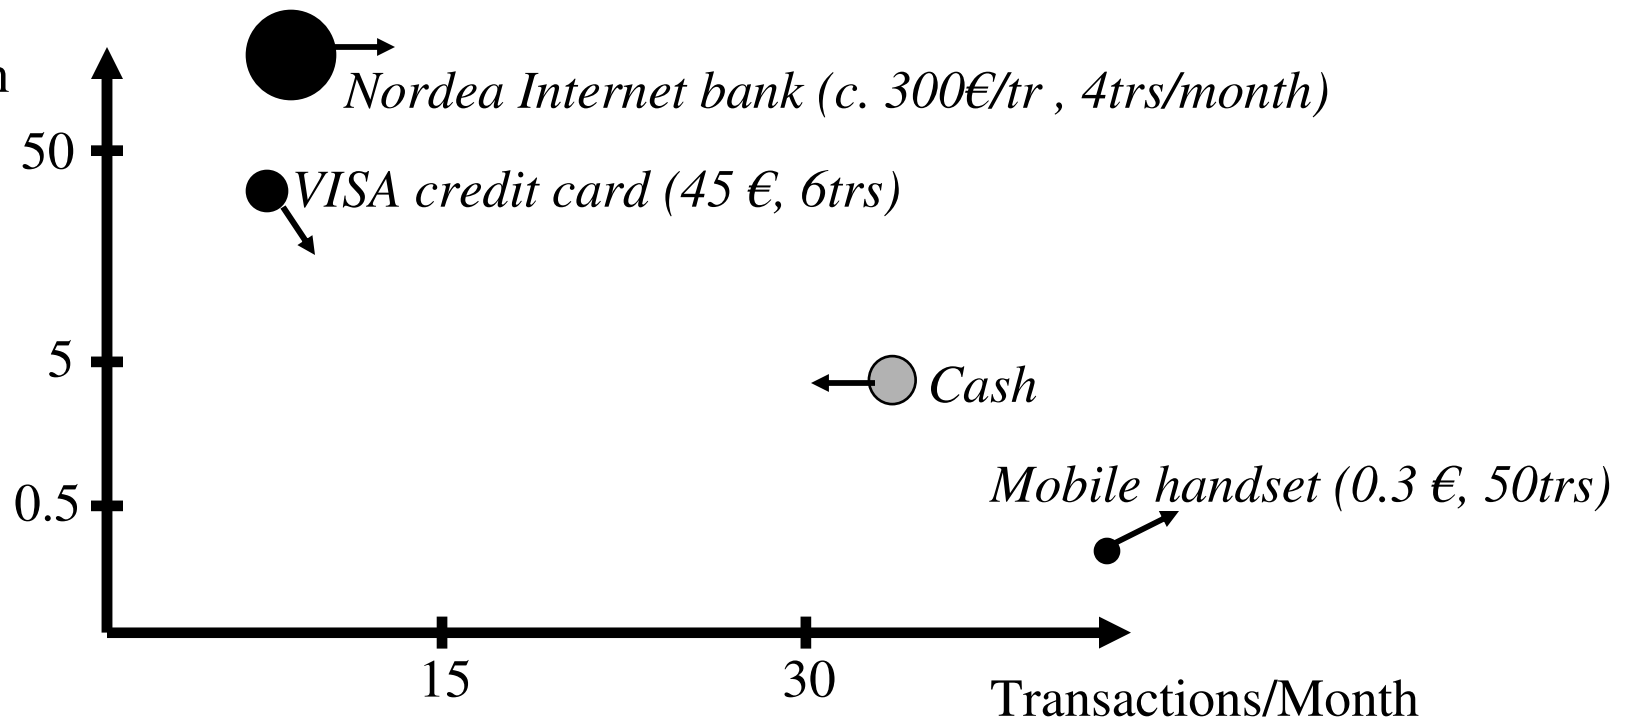 Nordea Internet bank (c. 300€/tr , 4trs/month)
50
VISA credit card (45 €, 6trs)
5
Cash
Mobile handset (0.3 €, 50trs)
0.5
15
30
Transactions/Month